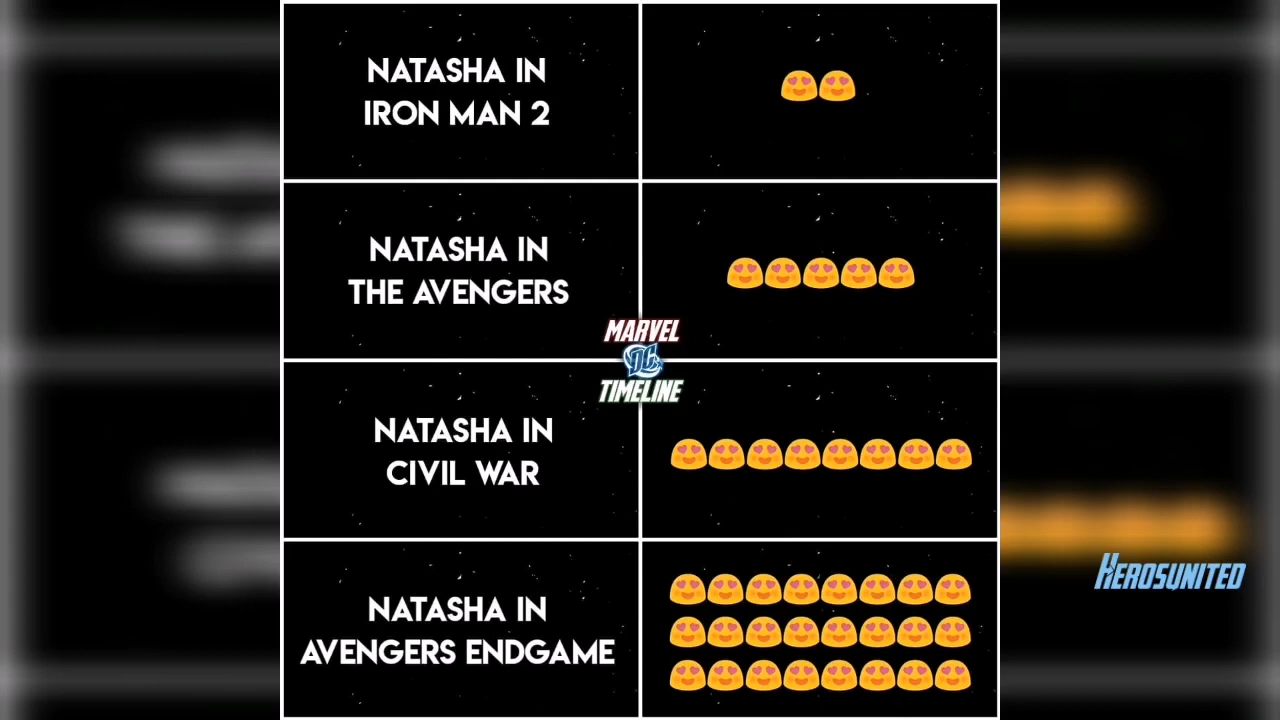 NATASHA IN
IRON MAN 2
NATASHA IN
THE AVENGERS
MARVEL
DC
TIMELINE
NATASHA IN
CIVIL WAR
HEROSUNITED
NATASHA IN
AVENGERS ENDGAME